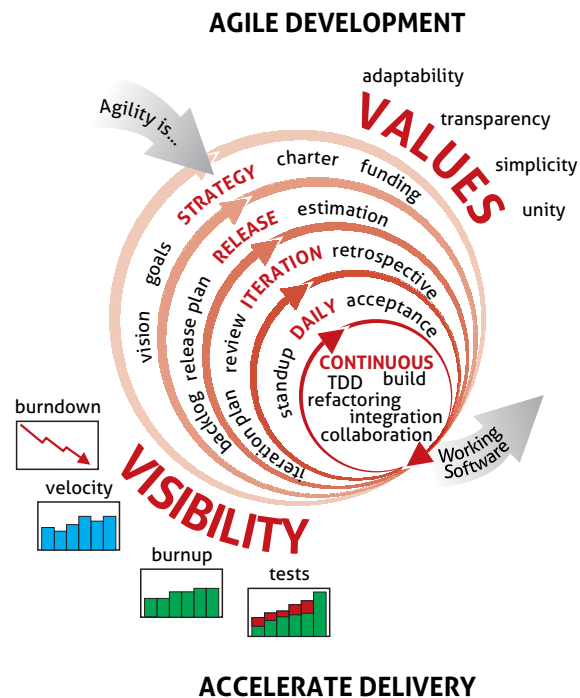 AGILE DEVELOPMENT
adaptability
VALUES
transparency
simplicity
unity
Agility is...
STRATEGY
charter
funding
vision
goals
RELEASE
estimation
backlog
release plan
ITERATION
retrospective
iteration plan
review
DAILY
acceptance
standup
CONTINUOUS
TDD
build
refactoring
integration
collaboration
Working
Software
VISIBILITY
burndown
velocity
burnup
tests
ACCELERATE DELIVERY